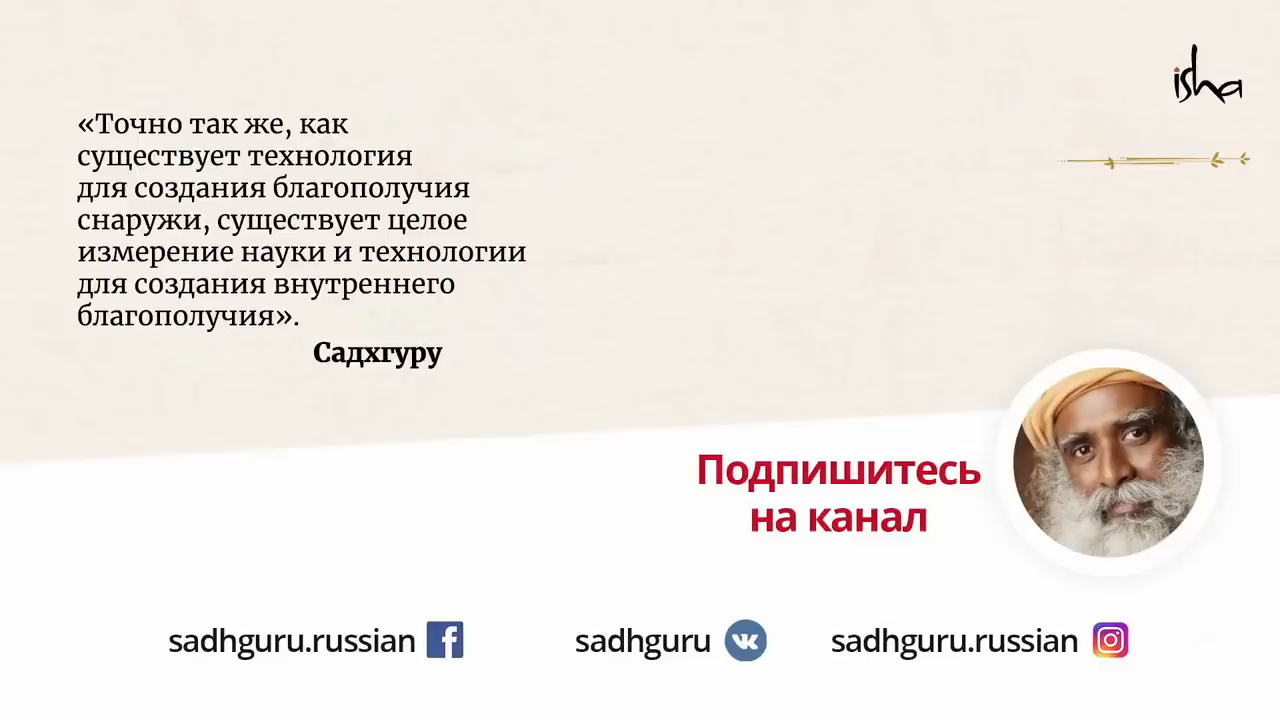 isha
«Точно так же, как
существует технология
для создания благополучия
снаружи, существует целое
измерение науки и технологии
для создания внутреннего
благополучия».
Садхгуру
Подпишитесь
на канал
sadhguru.russian
sadhguru
sadhguru.russian